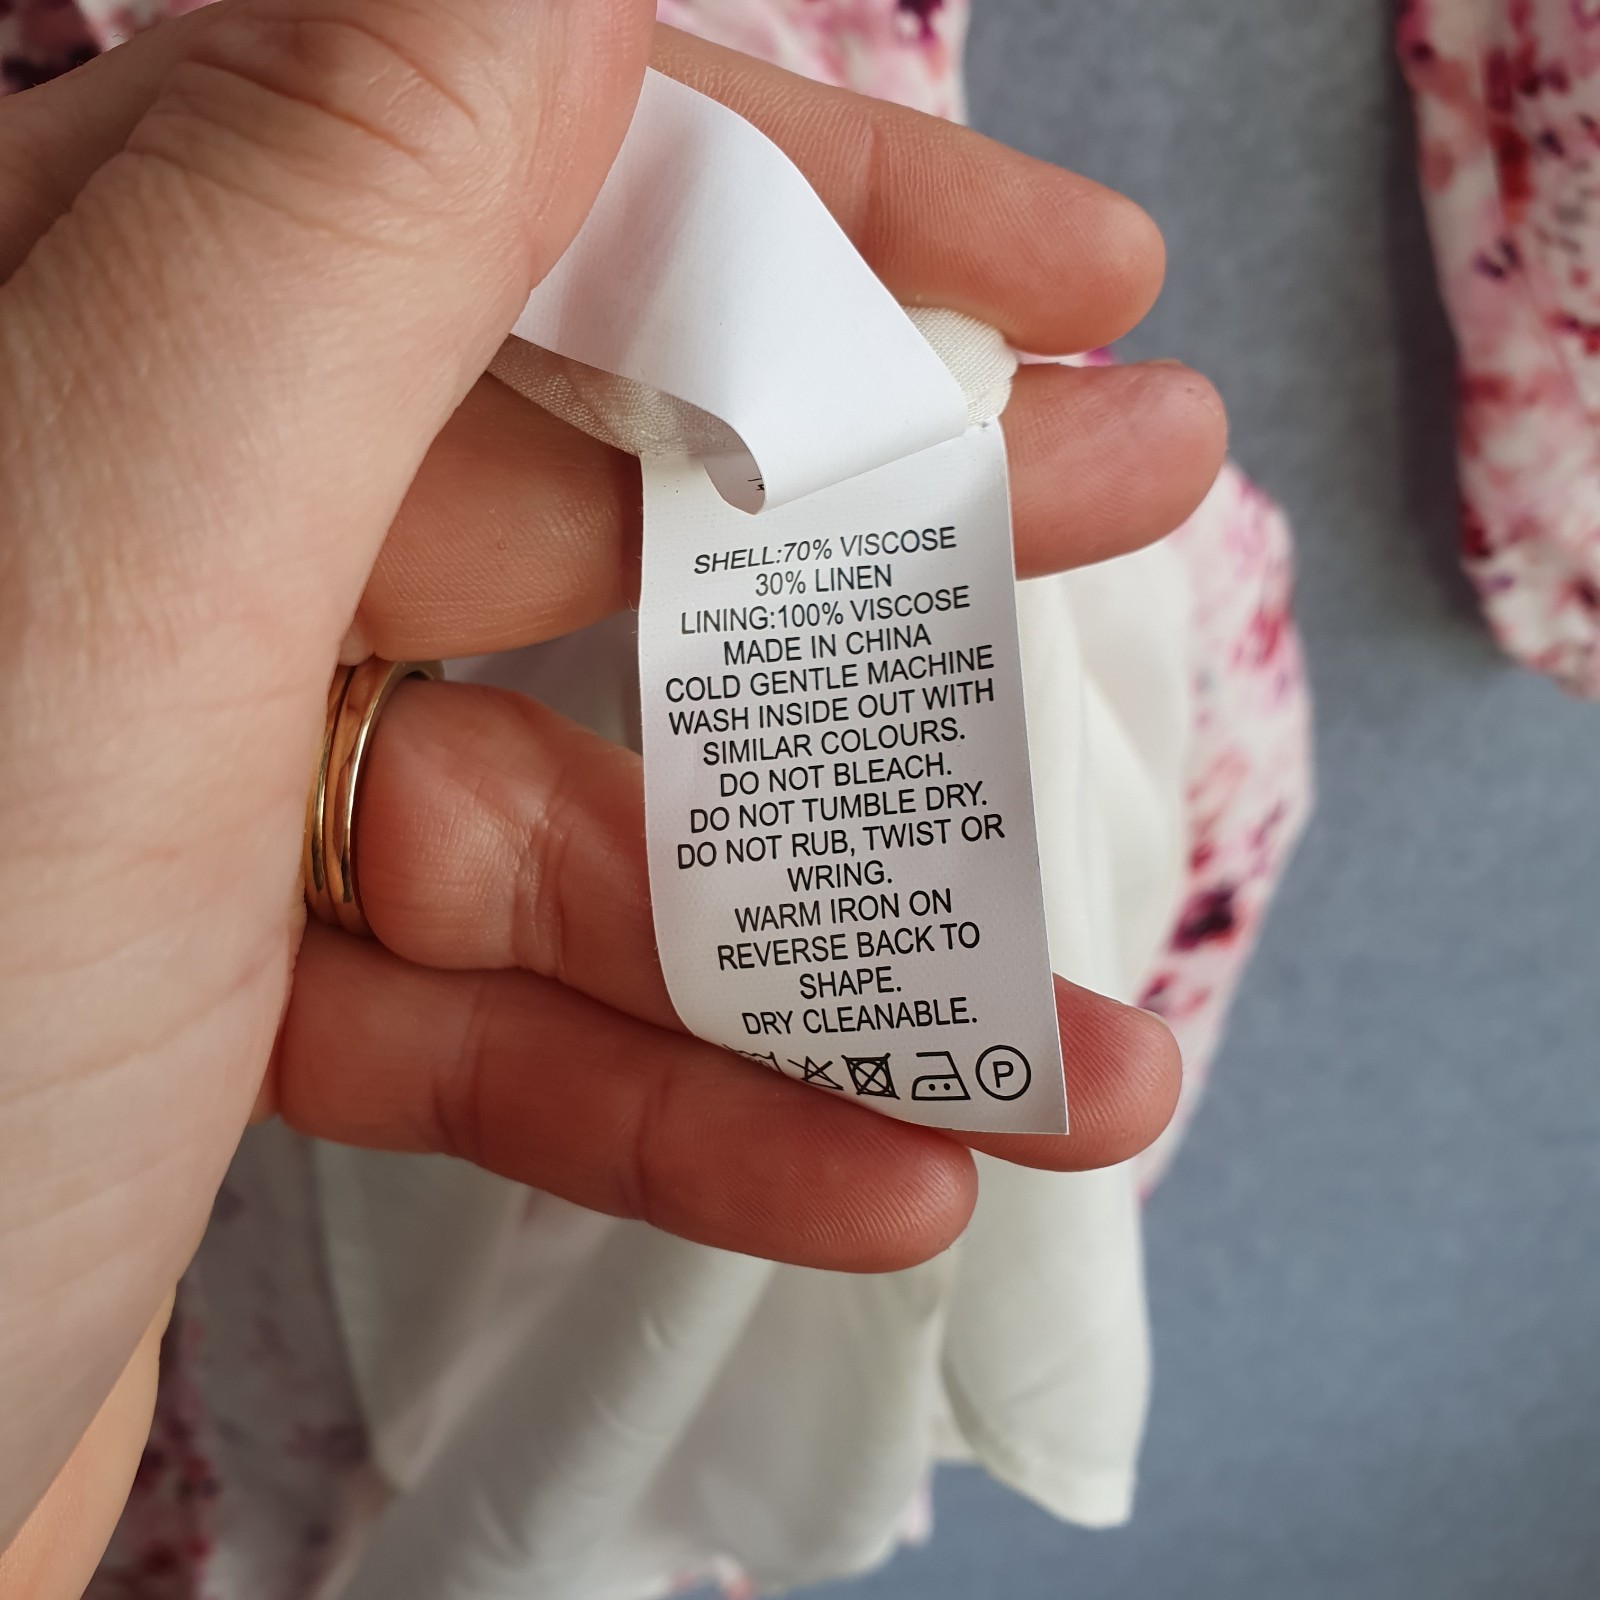 SHELL:70% VISCOSE
30% LINEN
LINING:100% VISCOSE
MADE IN CHINA
COLD GENTLE MACHINE
WASH INSIDE OUT WITH
SIMILAR COLOURS.
DO NOT BLEACH.
DO NOT TUMBLE DRY.
DO NOT RUB, TWIST OR
WRING.
WARM IRON ON
REVERSE BACK TO
SHAPE.
DRY CLEANABLE.
P